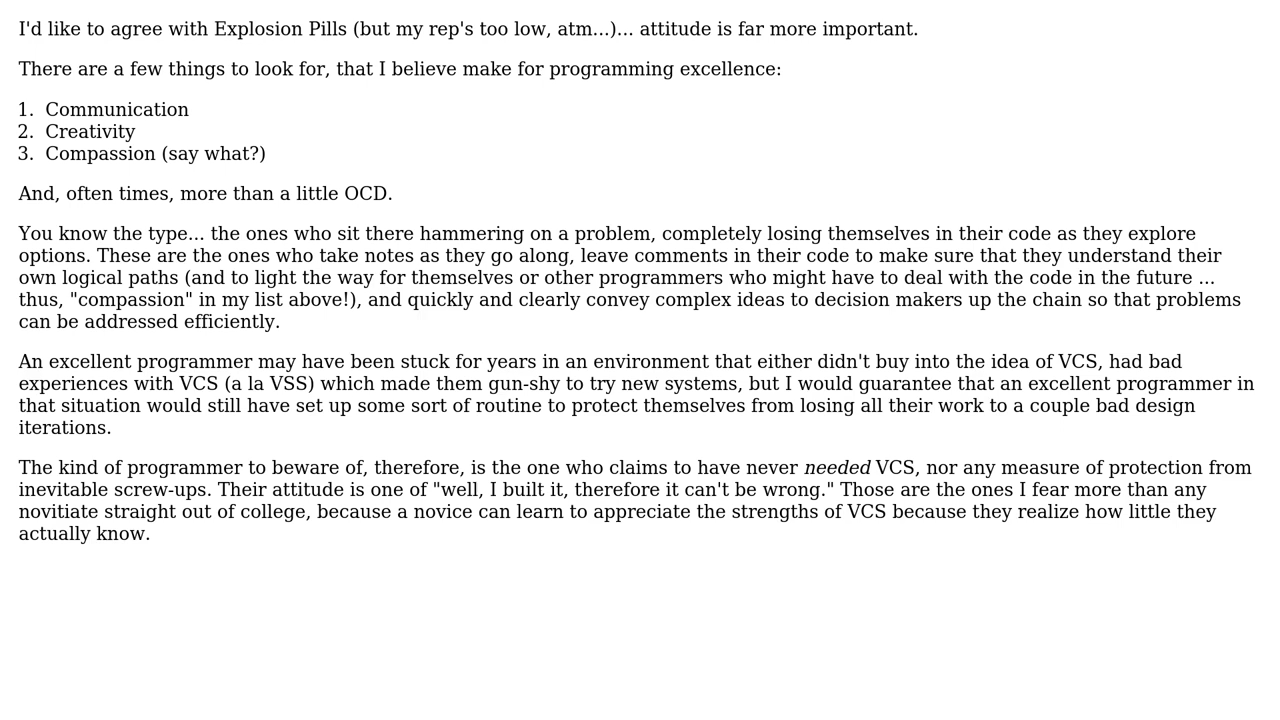 I'd like to agree with Explosion Pills (but my rep's too low, atm...)... attitude is far more important.
There are a few things to look for, that I believe make for programming excellence:
1. Communication
2. Creativity
3. Compassion (say what?)
And, often times, more than a little OCD.
You know the type... the ones who sit there hammering on a problem, completely losing themselves in their code as they explore
options. These are the ones who take notes as they go along, leave comments in their code to make sure that they understand their
own logical paths (and to light the way for themselves or other programmers who might have to deal with the code in the future ...
thus, "compassion" in my list above!), and quickly and clearly convey complex ideas to decision makers up the chain so that problems
can be addressed efficiently.
An excellent programmer may have been stuck for years in an environment that either didn't buy into the idea of VCS, had bad
experiences with VCS (a la VSS) which made them gun-shy to try new systems, but I would guarantee that an excellent programmer in
that situation would still have set up some sort of routine to protect themselves from losing all their work to a couple bad design
iterations.
The kind of programmer to beware of, therefore, is the one who claims to have never needed VCS, nor any measure of protection from
inevitable screw-ups. Their attitude is one of "well, I built it, therefore it can't be wrong." Those are the ones I fear more than any
novitiate straight out of college, because a novice can learn to appreciate the strengths of VCS because they realize how little they
actually know.